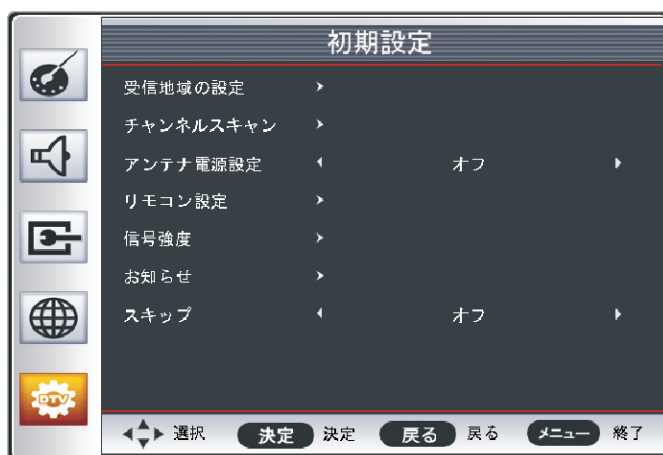 初期設定
受信地域の設定
チャンネルスキャン
アンテナ電源設定 オフ
リモコン設定
信号強度
お知らせ
スキップ オフ
DTV
選択 決定 決定 戻る 戻る メニュー 終了